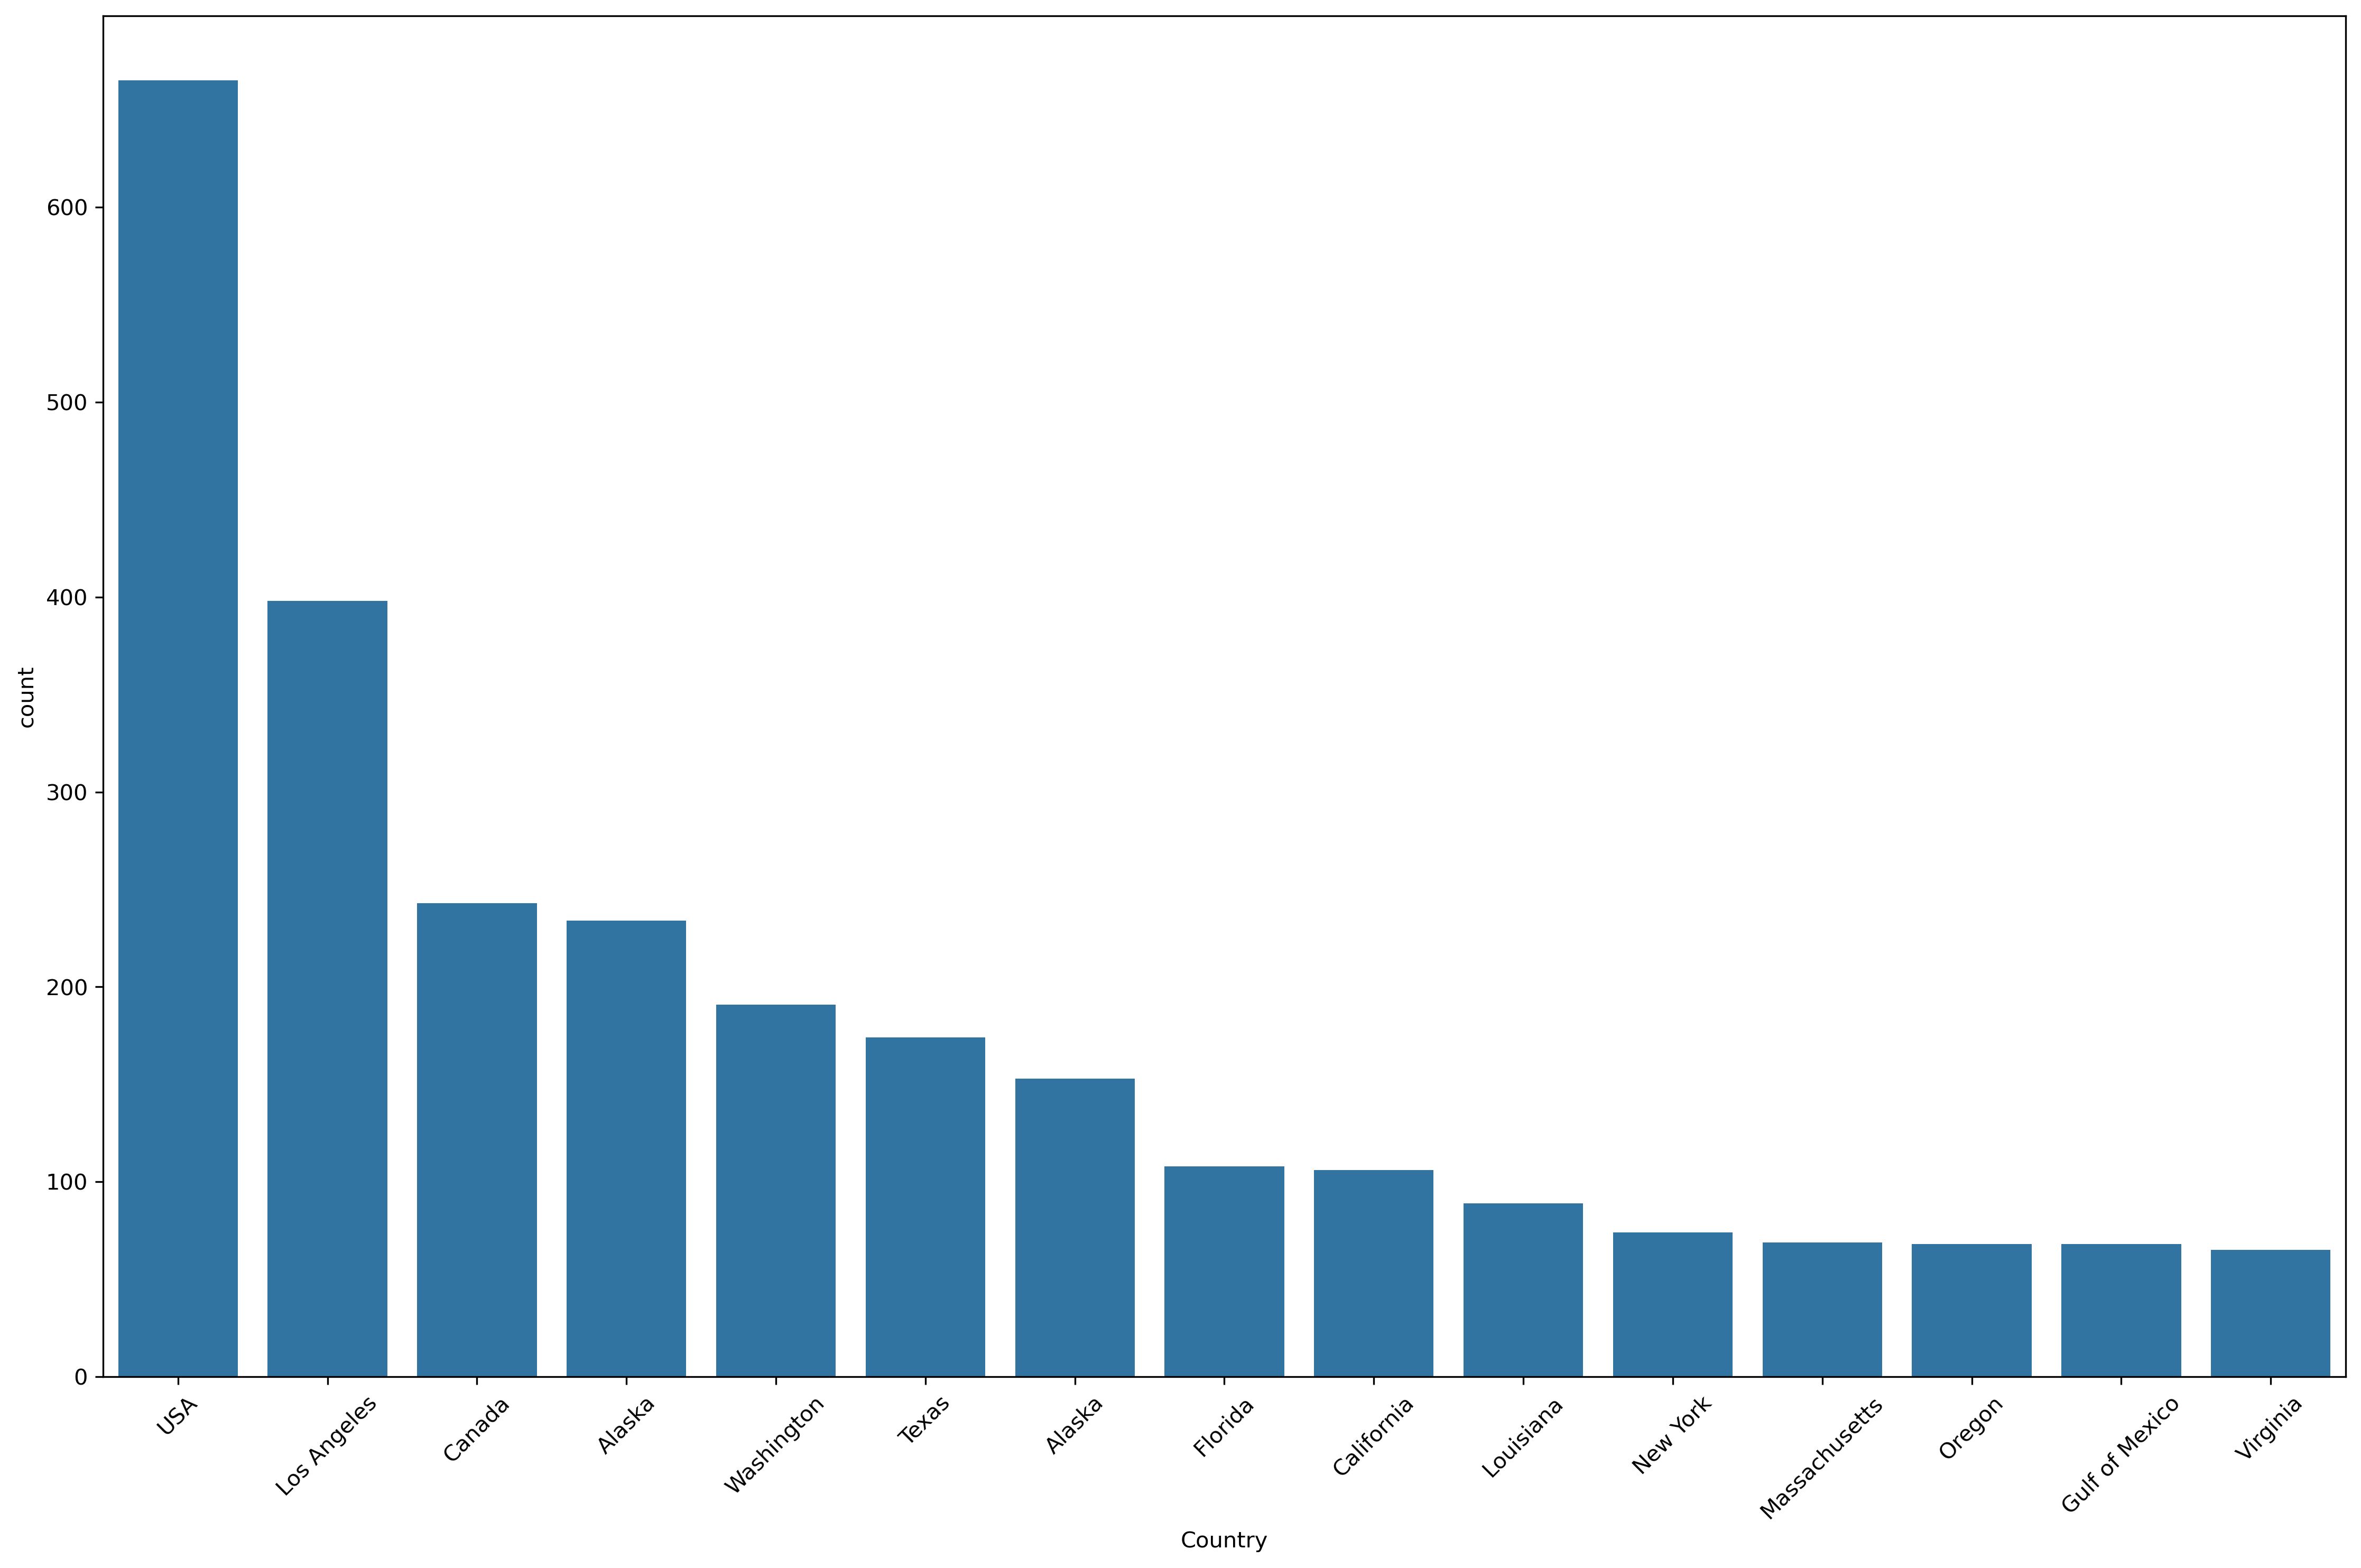 count
600
500
400
300
200
100
0
USA
Los Angeles
Canada
Alaska
Washington
Texas
Alaska
Florida
California
Louisiana
New York
Massachusetts
Oregon
Gulf of Mexico
Virginia
Country